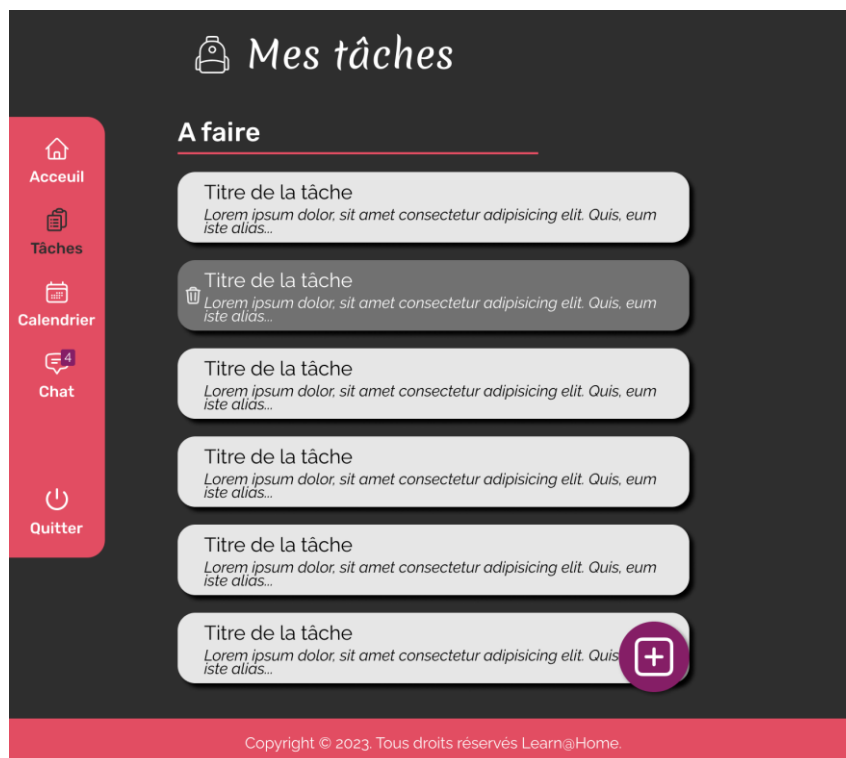 Mes tâches
A faire
Acceuil
Tâches
Calendrier
4
Chat
Quitter
Titre de la tâche
Lorem ipsum dolor, sit amet consectetur adipisicing elit. Quis, eum
iste alias...
Titre de la tâche
Lorem ipsum dolor, sit amet consectetur adipisicing elit. Quis, eum
iste alias...
Titre de la tâche
Lorem ipsum dolor, sit amet consectetur adipisicing elit. Quis, eum
iste alias...
Titre de la tâche
Lorem ipsum dolor, sit amet consectetur adipisicing elit. Quis, eum
iste alias...
Titre de la tâche
Lorem ipsum dolor, sit amet consectetur adipisicing elit. Quis, eum
iste alias...
Titre de la tâche
Lorem ipsum dolor, sit amet consectetur adipisicing elit. Quis
iste alias...
Copyright © 2023. Tous droits réservés Learn@Home.